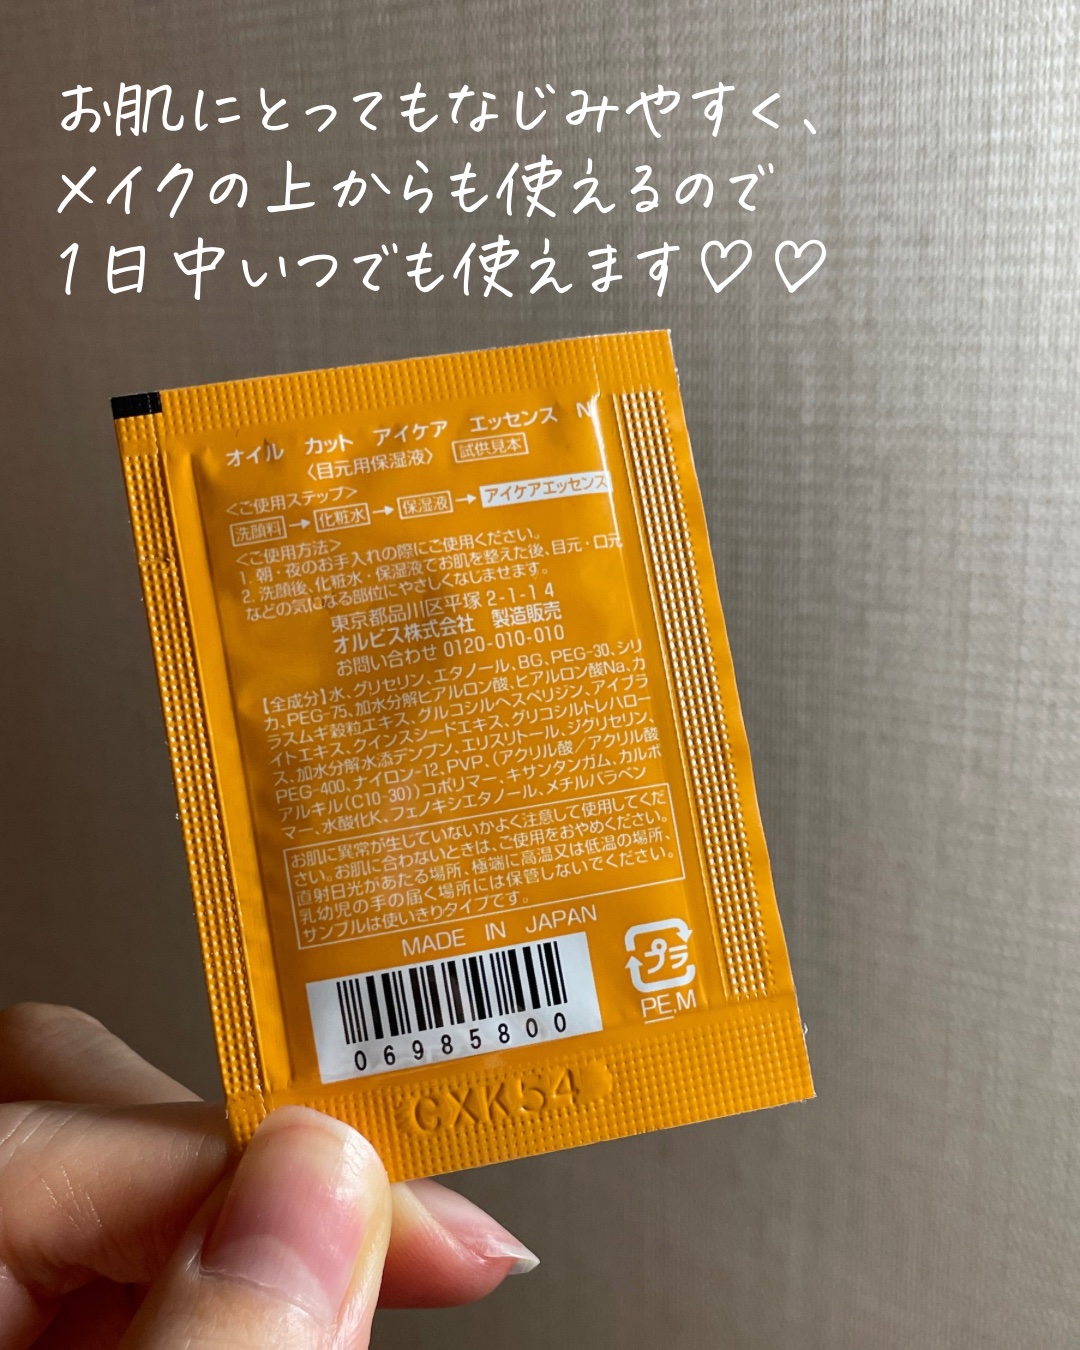 お肌にとってもなじみやすく、
メイクの上からも使えるので
1日中いつでも使えます♡♡
オイル カット アイケア エッセンス N
〈目元用保湿液〉 試供見本
<ご使用ステップ>
洗顔料→化粧水→保湿液→アイケアエッセンス
<ご使用方法>
1. 朝・夜のお手入れの際にご使用ください。
2. 洗顔後、化粧水・保湿液でお肌を整えた後、目元・口元
などの気になる部位にやさしくなじませます。
東京都品川区平塚 2-1-14
オルビス株式会社 製造販売
お問い合わせ 0120-010-010
【全成分】水、グリセリン、エタノール、BG、PEG-30、シリ
カ、PEG-75、加水分解ヒアルロン酸、ヒアルロン酸Na、カ
ラスムギ穀粒エキス、グルコシルヘスペリジン、アイブラ
イトエキス、クインスシードエキス、グリコシルトレハロー
ス、加水分解水添デンプン、エリスリトール、ジグリセリン、
PEG-400、ナイロン-12、PVP、(アクリル酸/アクリル酸
アルキル(C10-30))コポリマー、キサンタンガム、カルボ
マー、水酸化K、フェノキシエタノール、メチルパラベン
お肌に異常が生じていないかよく注意して使用してくだ
さい。お肌に合わないときは、ご使用をおやめください。
直射日光があたる場所、極端に高温又は低温の場所、
乳幼児の手の届く場所には保管しないでください。
サンプルは使いきりタイプです。
MADE IN JAPAN
プラ
PE,M
06985800
CXK54